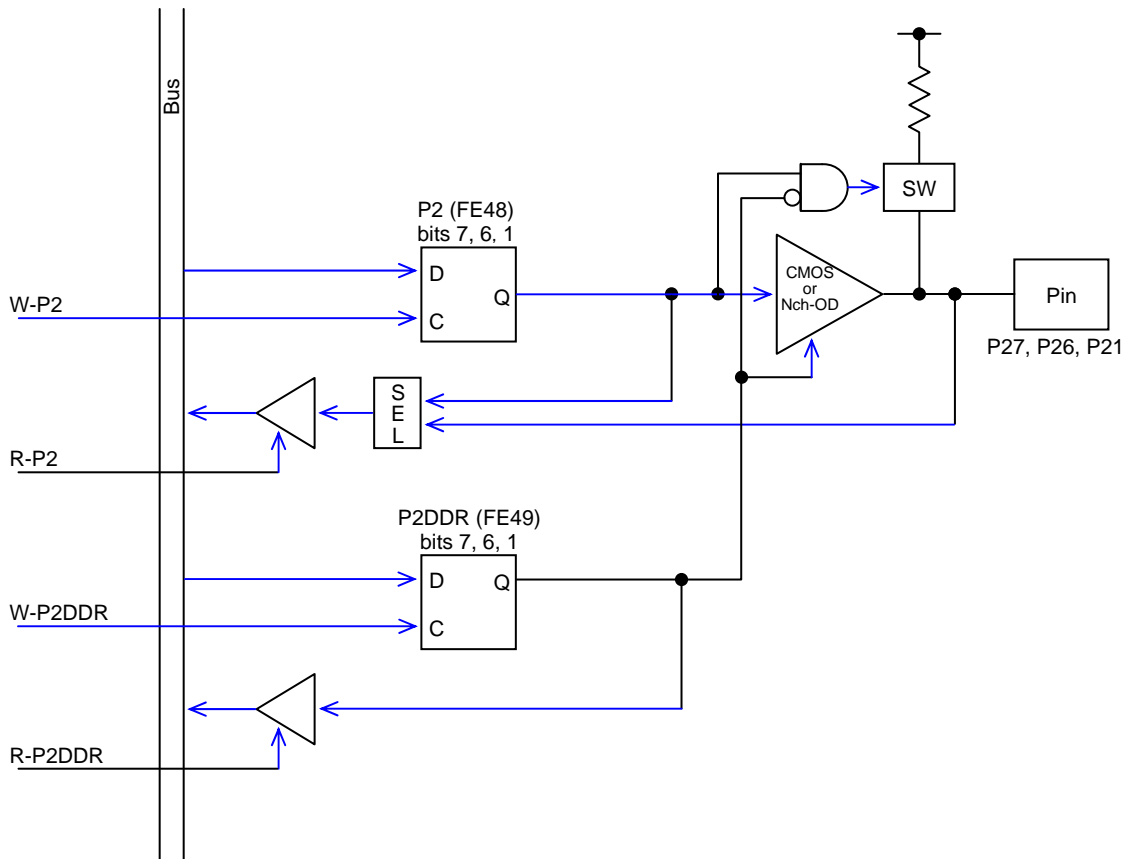 Bus
SW
P2 (FE48)
bits 7, 6, 1
D
Q
C
CMOS
or
Nch-OD
Pin
P27, P26, P21
W-P2
S
E
L
R-P2
P2DDR (FE49)
bits 7, 6, 1
D
Q
C
W-P2DDR
R-P2DDR